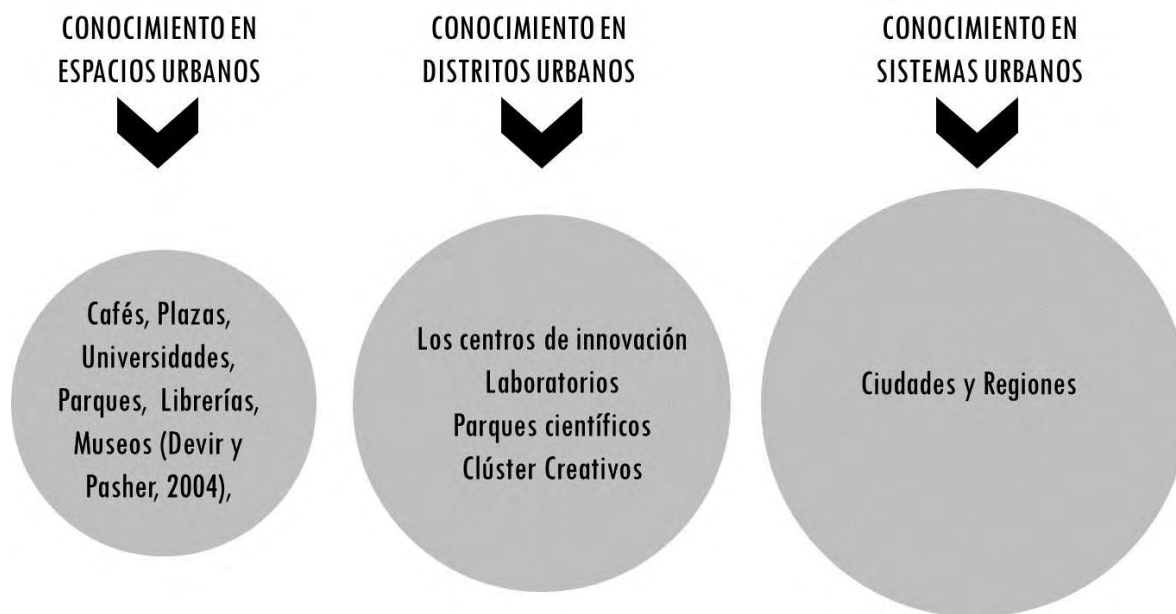 CONOCIMIENTO EN
ESPACIOS URBANOS
Cafés, Plazas,
Universidades,
Parques, Librerías,
Museos (Devir y
Pasher, 2004),
CONOCIMIENTO EN
DISTRITOS URBANOS
Los centros de innovación
Laboratorios
Parques científicos
Clúster Creativos
CONOCIMIENTO EN
SISTEMAS URBANOS
Ciudades y Regiones